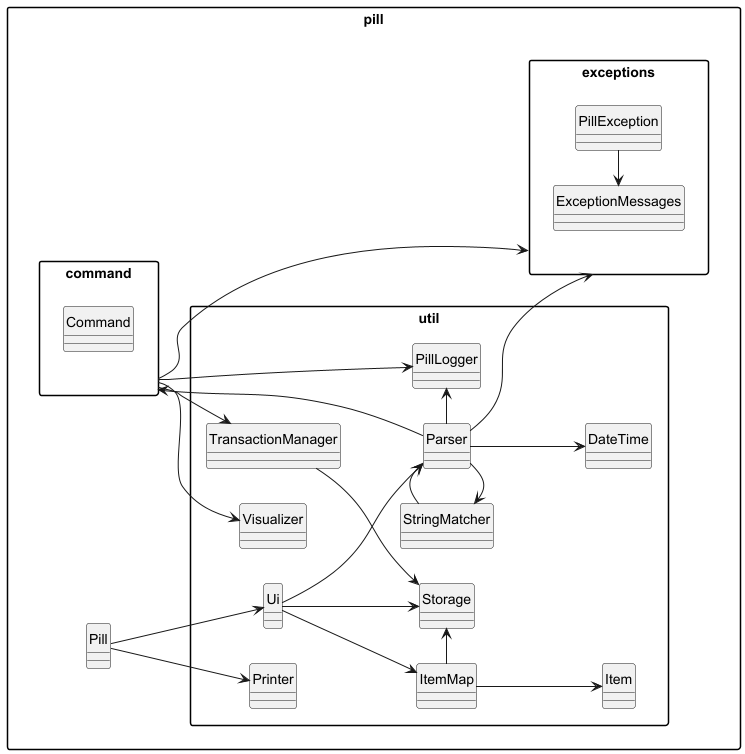 pill
exceptions
PillException
ExceptionMessages
command
Command
util
PillLogger
TransactionManager
Parser
DateTime
Visualizer
StringMatcher
Ui
Storage
Pill
Printer
ItemMap
Item